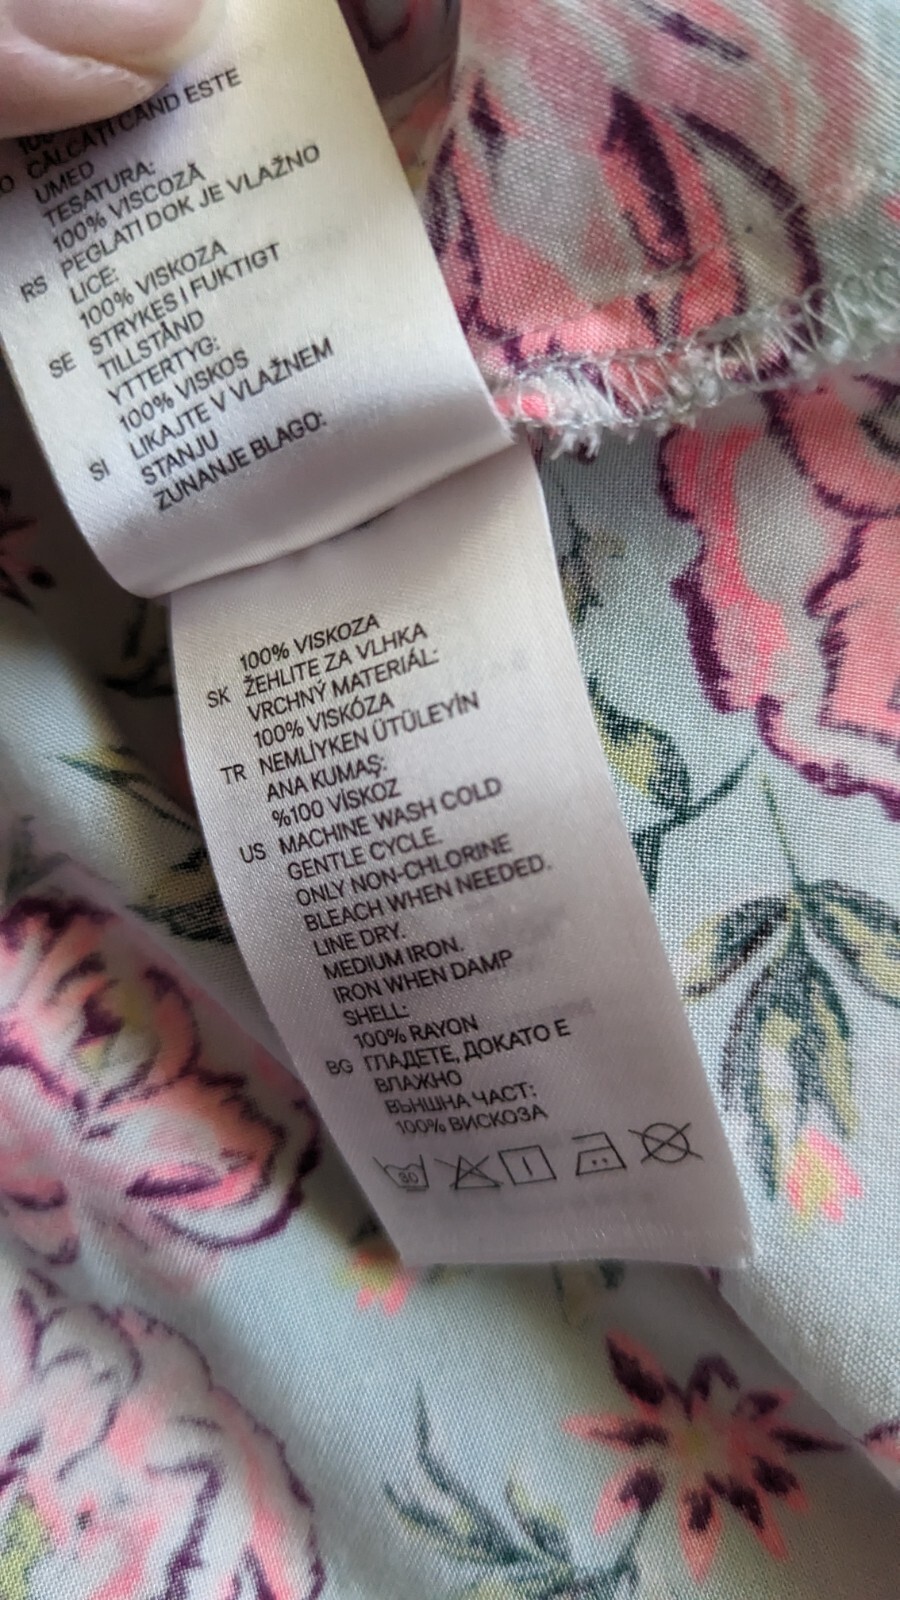 CĂLCAȚI CÂND ESTE
UMED
ȚESĂTURA:
100% VISCOZĂ
RS PEGLATI DOK JE VLAŽNO
LICE:
100% VISKOZA
SE STRYKES I FUKTIGT
TILLSTÅND
YTTERTYG:
100% VISKOS
SI LIKAJTE V VLAŽNEM
STANJU
ZUNANJE BLAGO:
100% VISKOZA
SK ŽEHLITE ZA VLHKA
VRCHNÝ MATERIÁL:
100% VISKÓZA
TR NEMLİYKEN ÜTÜLEYİN
ANA KUMAŞ:
%100 VİSKOZ
US MACHINE WASH COLD
GENTLE CYCLE.
ONLY NON-CHLORINE
BLEACH WHEN NEEDED.
LINE DRY.
MEDIUM IRON.
IRON WHEN DAMP
SHELL:
100% RAYON
BG ГЛАДЕТЕ, ДОКАТО Е
ВЛАЖНО
ВЪНШНА ЧАСТ:
100% ВИСКОЗА
30